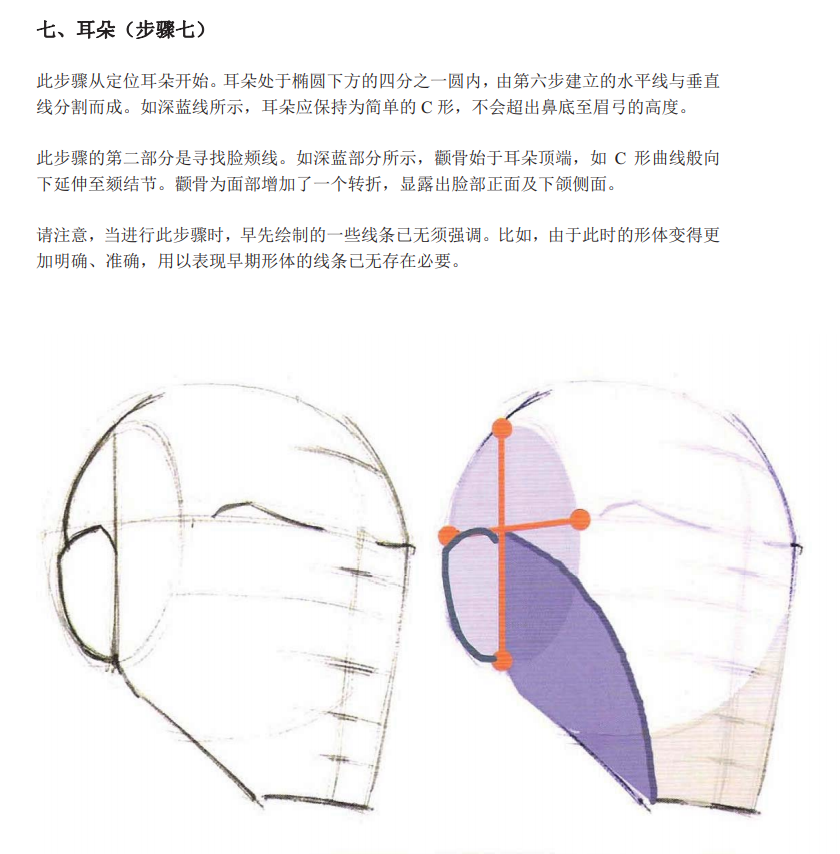 七、耳朵（步骤七）
此步骤从定位耳朵开始。耳朵处于椭圆下方的四分之一圆内，由第六步建立的水平线与垂直
线分割而成。如深蓝线所示，耳朵应保持为简单的 C 形，不会超出鼻底至眉弓的高度。
此步骤的第二部分是寻找脸颊线。如深蓝部分所示，颧骨始于耳朵顶端，如 C 形曲线般向
下延伸至颏结节。颧骨为面部增加了一个转折，显露出脸部正面及下颌侧面。
请注意，当进行此步骤时，早先绘制的一些线条已无须强调。比如，由于此时的形体变得更
加明确、准确，用以表现早期形体的线条已无存在必要。